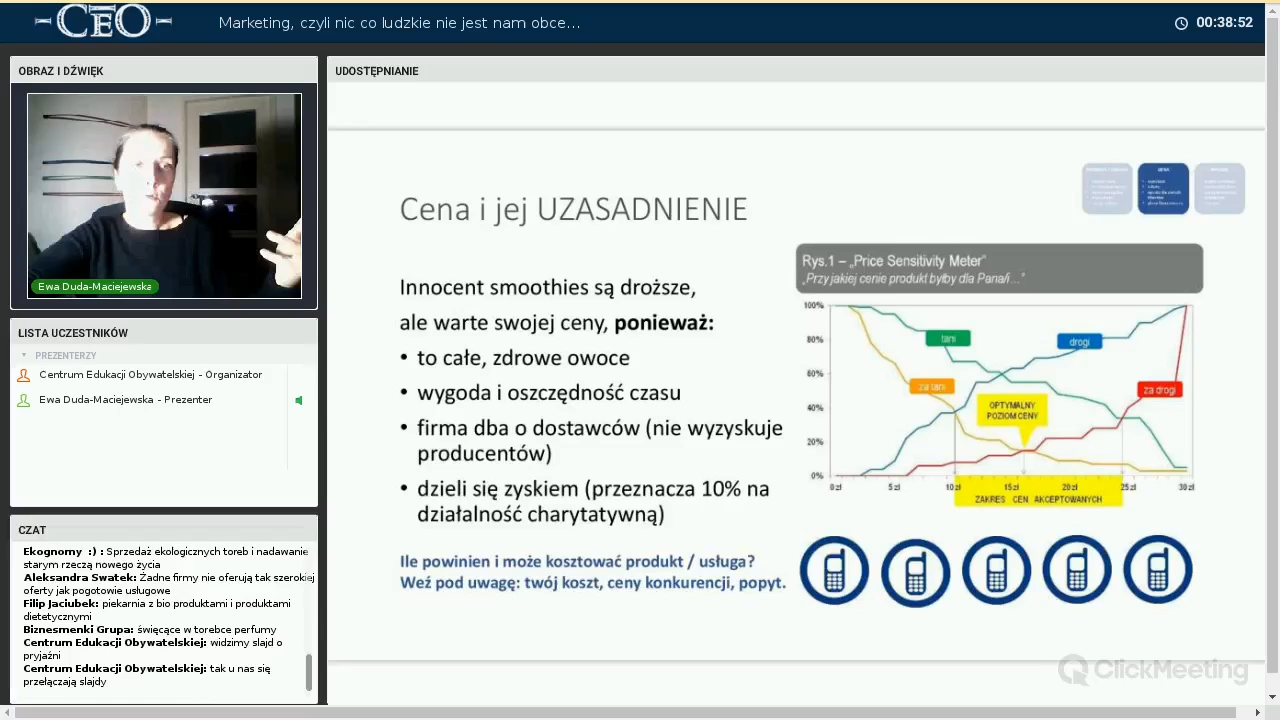 CEO
Marketing, czyli nic co ludzkie nie jest nam obce...
00:38:52
OBRAZ I DŹWIĘK
Ewa Duda-Maciejewska
LISTA UCZESTNIKÓW
PREZENTERZY
Centrum Edukacji Obywatelskiej - Organizator
Ewa Duda-Maciejewska - Prezenter
CZAT
Ekognomy :) : Sprzedaż ekologicznych toreb i nadawanie
starym rzeczą nowego życia
Aleksandra Swatek: Żadne firmy nie oferują tak szerokiej
oferty jak pogotowie usługowe
Filip Jaciubek: piekarnia z bio produktami i produktami
dietetycznymi
Biznesmenki Grupa: święcące w torebce perfumy
Centrum Edukacji Obywatelskiej: widzimy slajd o
pryjaźni
Centrum Edukacji Obywatelskiej: tak u nas się
przełączają slajdy
UDOSTĘPNIANIE
Cena i jej UZASADNIENIE
Innocent smoothies są droższe,
ale warte swojej ceny, ponieważ:
• to całe, zdrowe owoce
• wygoda i oszczędność czasu
• firma dba o dostawców (nie wyzyskuje
producentów)
• dzieli się zyskiem (przeznacza 10% na
działalność charytatywną)
Ile powinien i może kosztować produkt / usługa?
Weź pod uwagę: twój koszt, ceny konkurencji, popyt.
Rys.1 – „Price Sensitivity Meter"
„Przy jakiej cenie produkt byłby dla Pana/i…"
100%
80%
60%
40%
20%
0%
tani
drogi
za tani
za drogi
OPTYMALNY
POZIOM CENY
0 zł 5 zł 10 zł 15 zł 20 zł 25 zł 30 zł
ZAKRES CEN AKCEPTOWANYCH
ClickMeeting